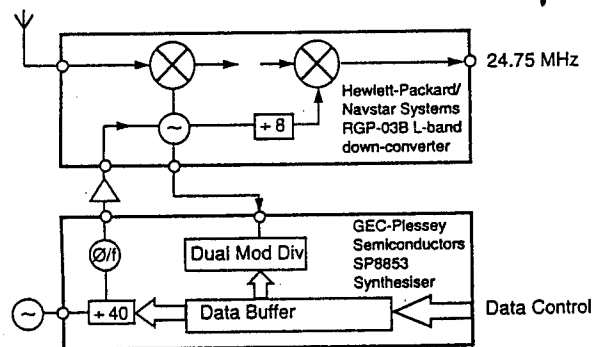 24.75 MHz
Hewlett-Packard/
Navstar Systems
RGP-03B L-band
down-converter
~
÷ 8
GEC-Plessey
Semiconductors
SP8853
Synthesiser
Ø/f
Dual Mod Div
~
÷ 40
Data Buffer
Data Control